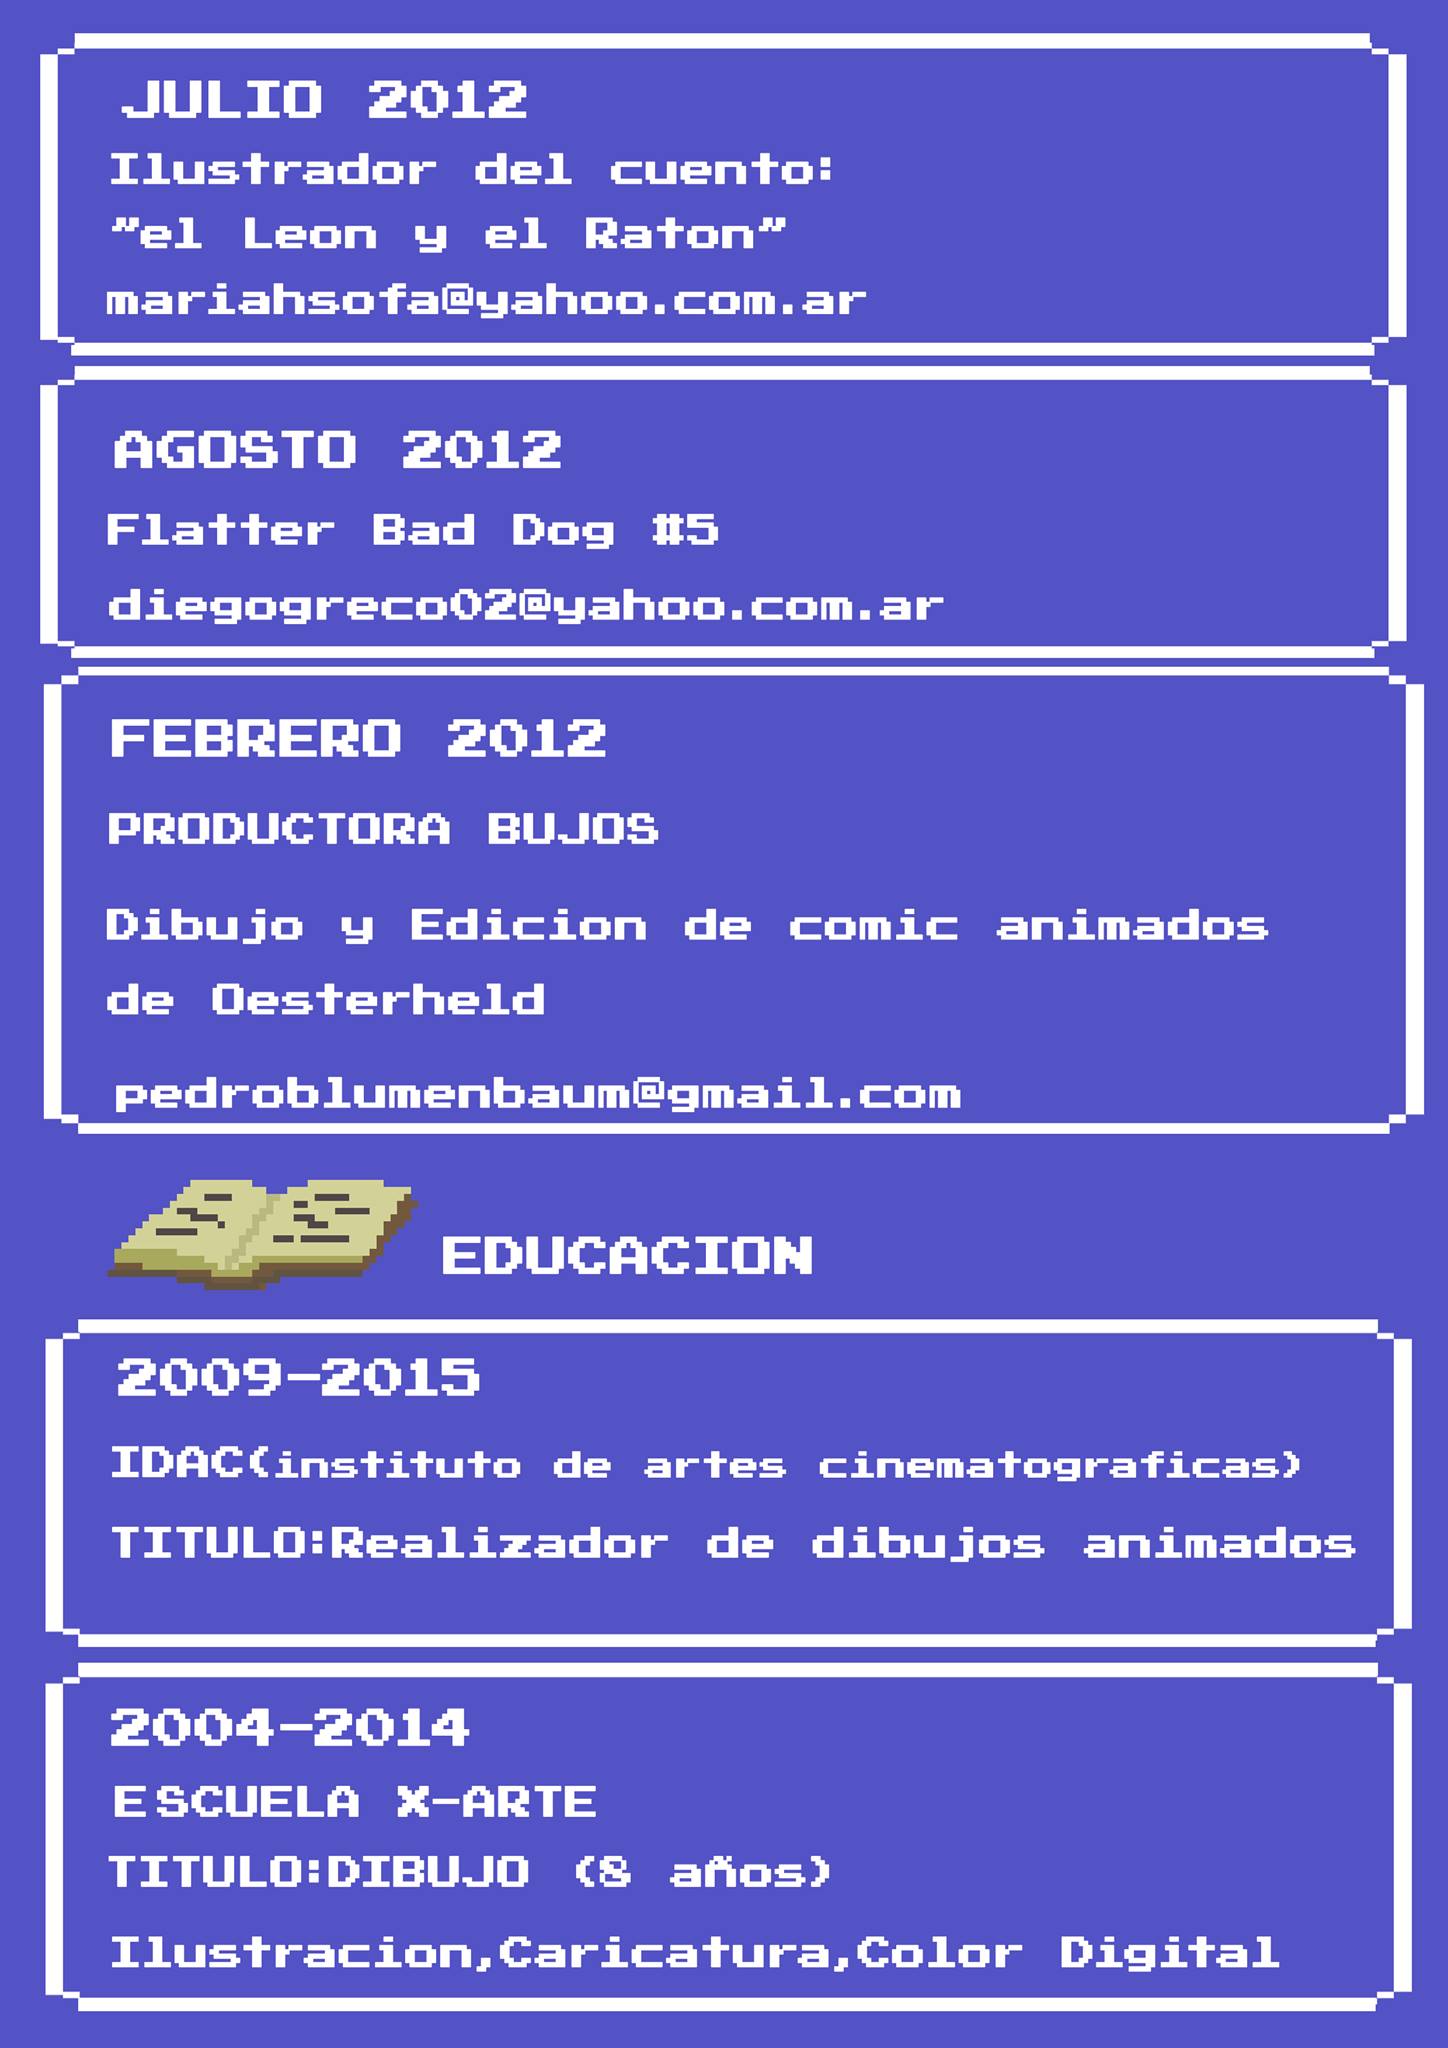 JULIO 2012
Ilustrador del cuento:
"el Leon y el Raton"
mariahsofa@yahoo.com.ar
AGOSTO 2012
Flatter Bad Dog #5
diegogreco02@yahoo.com.ar
FEBRERO 2012
PRODUCTORA BUJOS
Dibujo y Edicion de comic animados
de Oesterheld
pedroblumenbaum@gmail.com
EDUCACION
2009-2015
IDAC(instituto de artes cinematograficas)
TITULO:Realizador de dibujos animados
2004-2014
ESCUELA X-ARTE
TITULO:DIBUJO (8 años)
Ilustracion,Caricatura,Color Digital